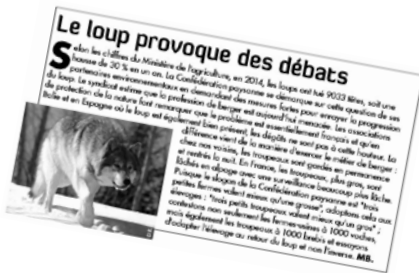 Le loup provoque des débats
Selon les chiffres du Ministère de l'agriculture, en 2014, les loups ont tué 9033 têtes, soit une
hausse de 30 % en un an. La Confédération paysanne se démarque sur cette question de ses
partenaires environnementaux en demandant des mesures fortes pour enrayer la progression
du loup. Le syndicat estime que la profession de berger est aujourd'hui menacée. Les associations
de protection de la nature font remarquer que le problème est essentiellement français et qu'en
Italie et en Espagne où le loup est également bien présent, les dégâts ne sont pas à cette hauteur. La
différence vient de la manière d'exercer le métier de berger :
chez nos voisins, les troupeaux sont gardés en permanence
et rentrés la nuit. En France, les troupeaux, plus gros, sont
lâchés en alpage avec une surveillance beaucoup plus lâche.
Puisque le slogan de la Confédération paysanne est "trois
petites fermes valent mieux qu'une grosse", adaptons cela aux
élevages : "trois petits troupeaux valent mieux qu'un gros" ;
contestons non seulement les fermes-usines à 1000 vaches,
mais également les troupeaux à 1000 brebis et essayons
d'adapter l'élevage au retour du loup et non l'inverse. MB.